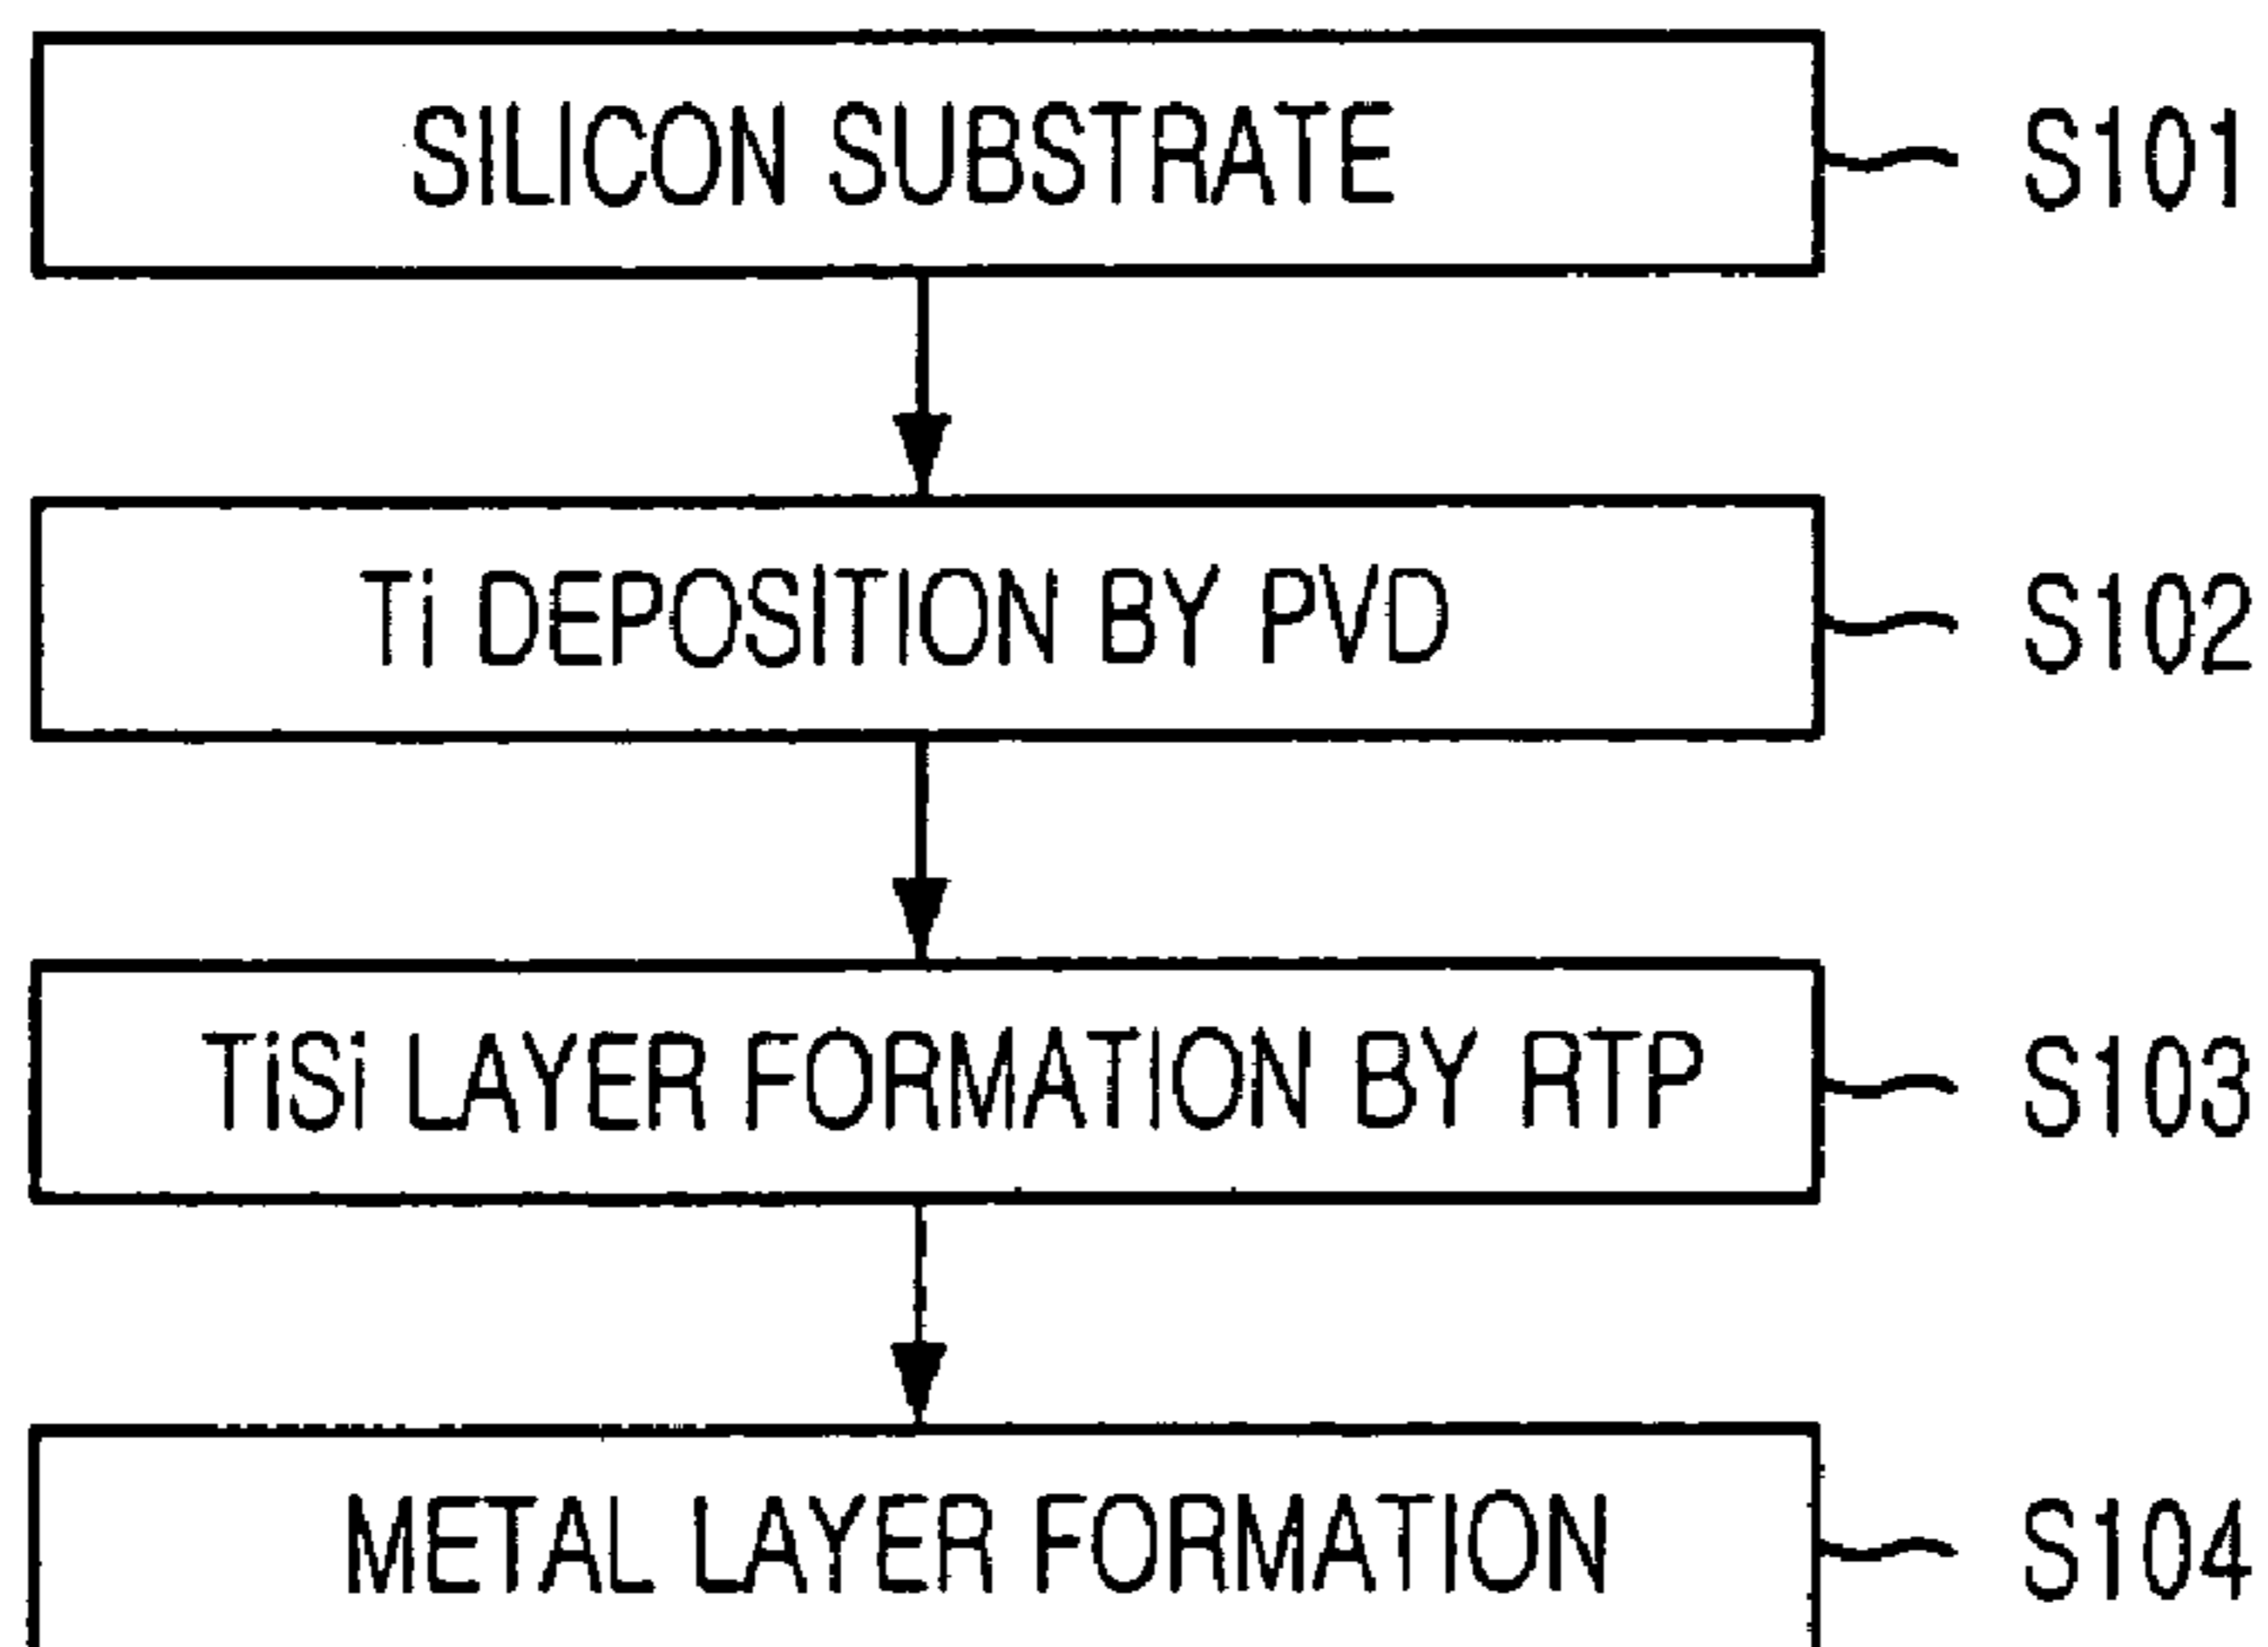 SILICON SUBSTRATE S101
Ti DEPOSITION BY PVD S102
TiSi LAYER FORMATION BY RTP S103
METAL LAYER FORMATION S104